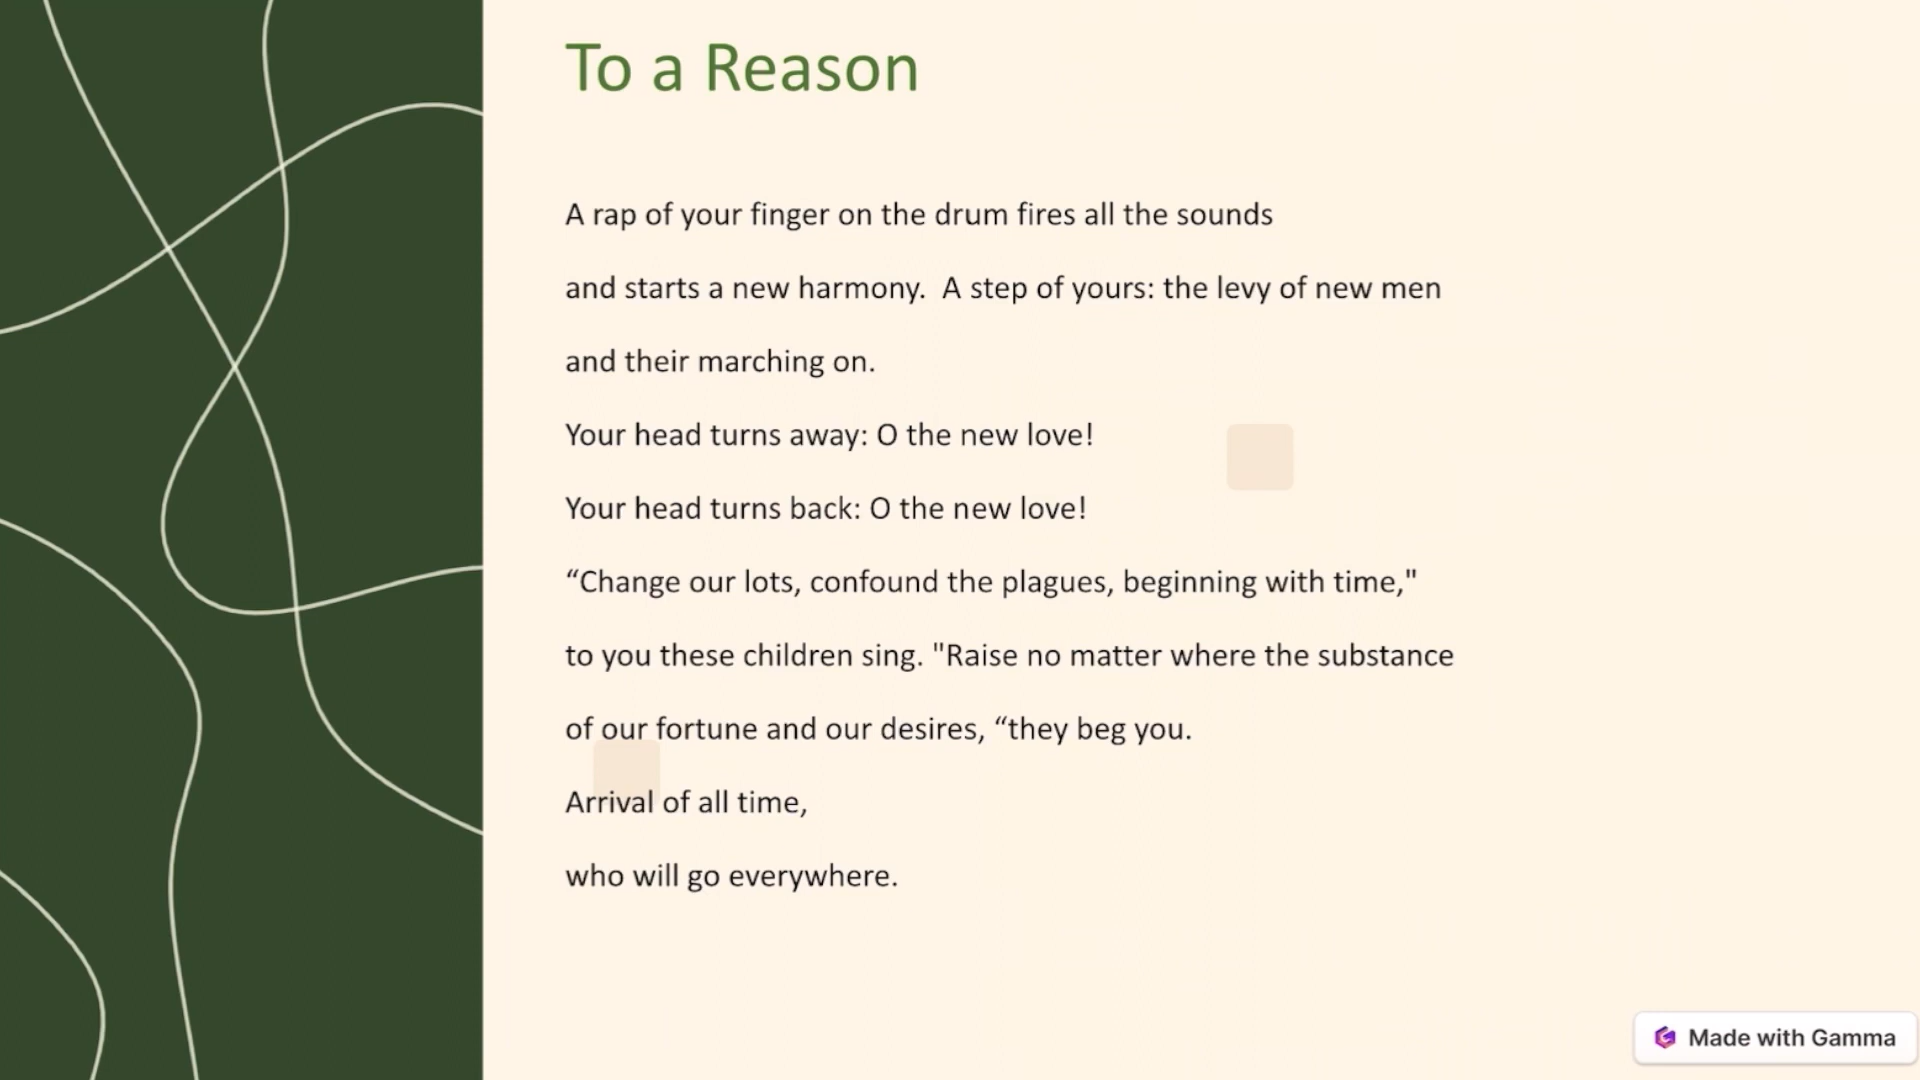 To a Reason
A rap of your finger on the drum fires all the sounds
and starts a new harmony.  A step of yours: the levy of new men
and their marching on.
Your head turns away: O the new love!
Your head turns back: O the new love!
“Change our lots, confound the plagues, beginning with time,"
to you these children sing. "Raise no matter where the substance
of our fortune and our desires, “they beg you.
Arrival of all time,
who will go everywhere.
Made with Gamma